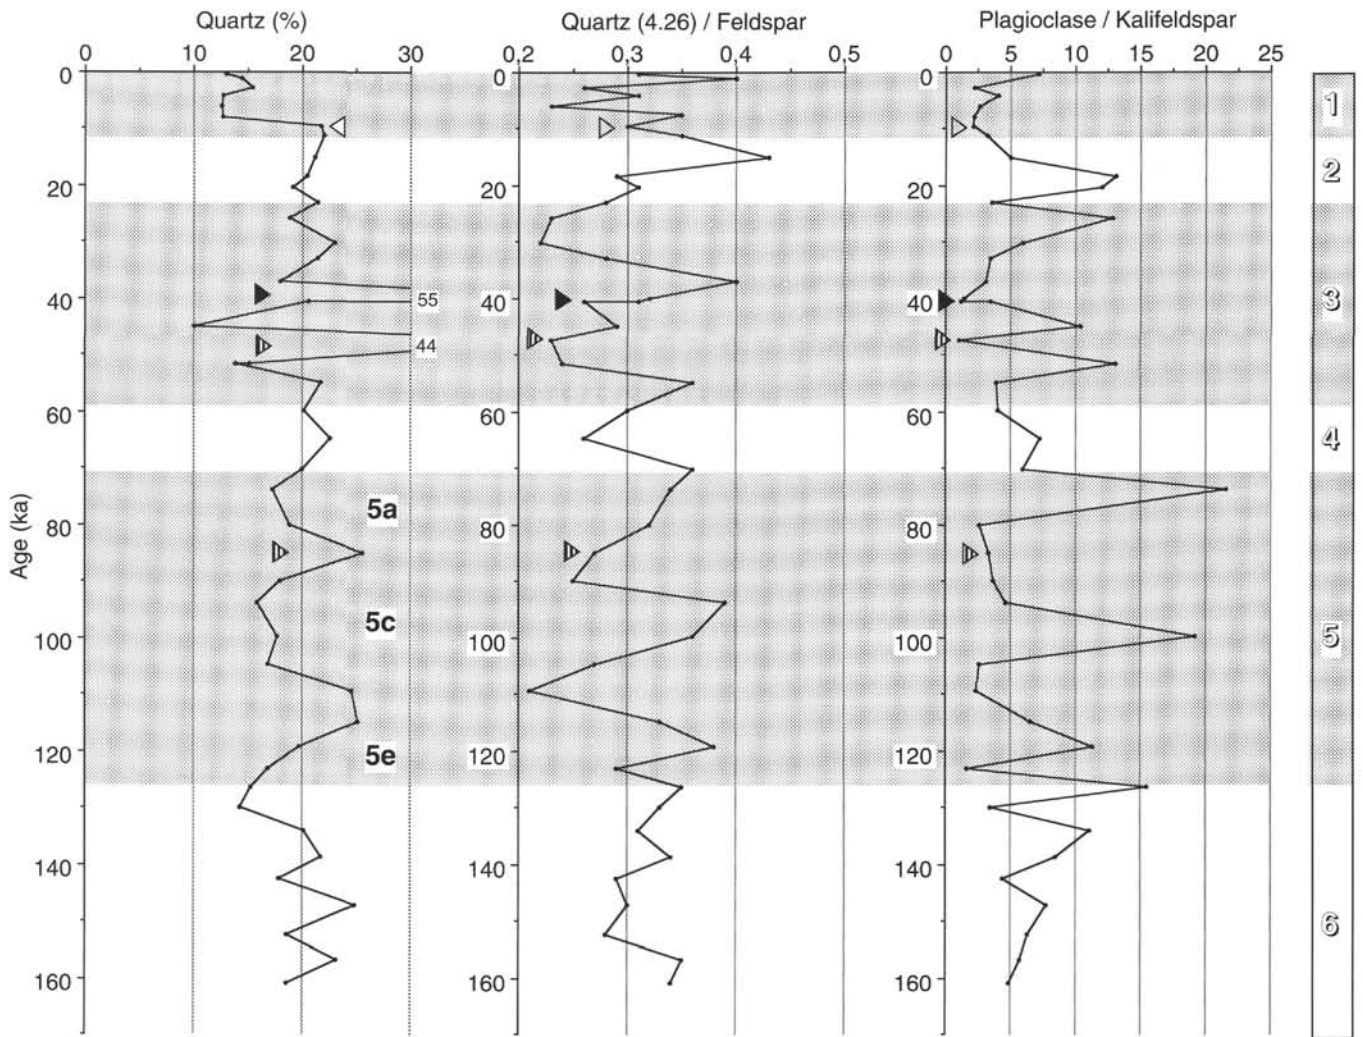 Quartz (%) Quartz (4.26) / Feldspar Plagioclase / Kalifeldspar
0 10 20 30 0,2 0,3 0,4 0,5 0 5 10 15 20 25
0 0 0
1
20 20 20
2
40 55 40 40
3
44
60 60 60
4
Age (ka)
80 5a 80 80
100 5c 100 100
5
120 5e 120 120
140 140 140
6
160 160 160